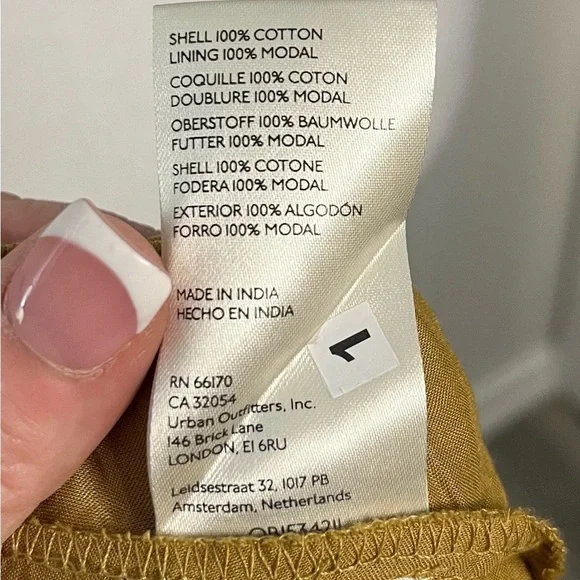 SHELL 100% COTTON
LINING 100% MODAL
COQUILLE 100% COTON
DOUBLURE 100% MODAL
OBERSTOFF 100% BAUMWOLLE
FUTTER 100% MODAL
SHELL 100% COTONE
FODERA 100% MODAL
EXTERIOR 100% ALGODÓN
FORRO 100% MODAL
MADE IN INDIA
HECHO EN INDIA
1
RN 66170
CA 32054
Urban Outfitters, Inc.
146 Brick Lane
LONDON, E1 6RU
Leidsestraat 32, 1017 PB
Amsterdam, Netherlands